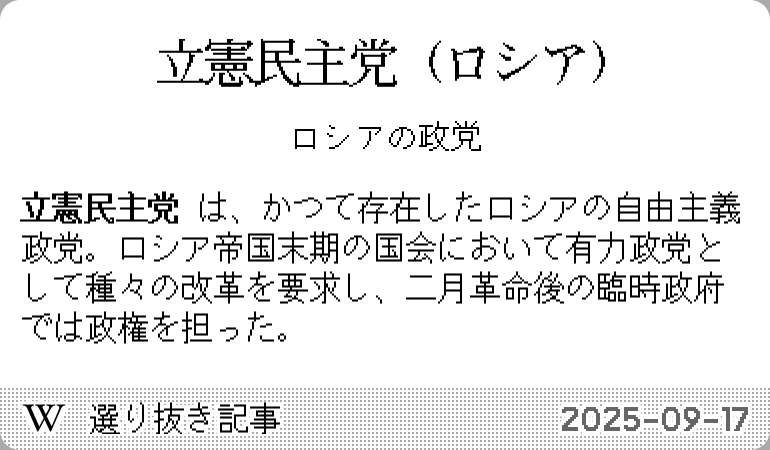 立憲民主党（ロシア）
ロシアの政党
立憲民主党 は、かつて存在したロシアの自由主義
政党。ロシア帝国末期の国会において有力政党と
して種々の改革を要求し、二月革命後の臨時政府
では政権を担った。
W 選り抜き記事 2025-09-17